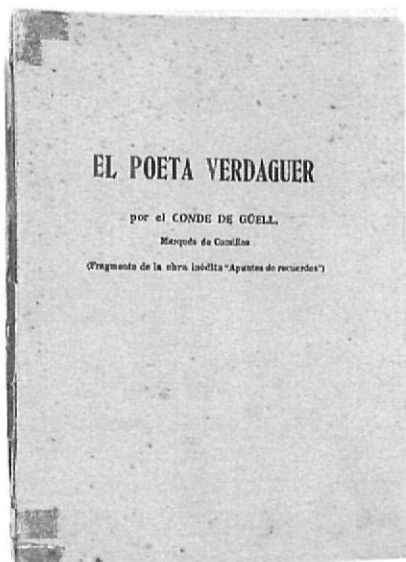 EL POETA VERDAGUER
por el CONDE DE GÜELL,
Marqués de Comillas
(Fragmento de la obra inédita "Apuntes de recuerdos")